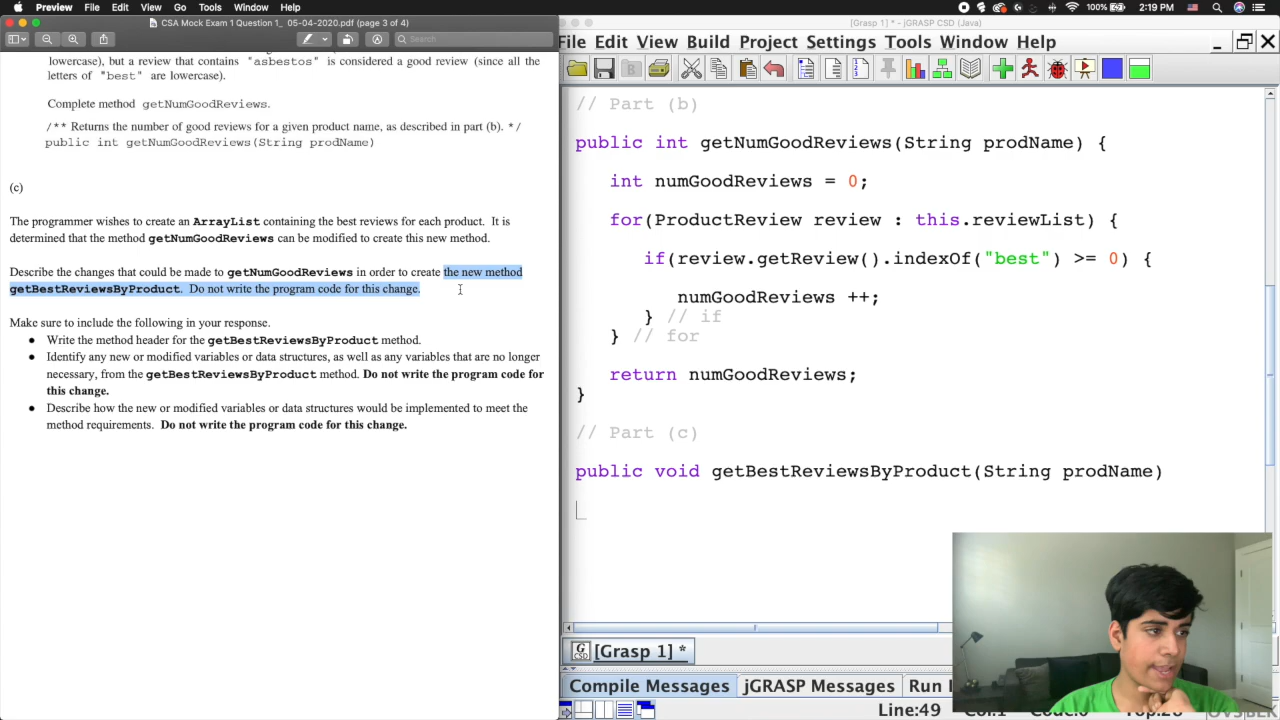 Preview File Edit View Go Tools Window Help
100% Sat 2:19 PM
CSA Mock Exam 1 Question 1_ 05-04-2020.pdf (page 3 of 4)
Search
lowercase), but a review that contains "asbestos" is considered a good review (since all the
letters of "best" are lowercase).
Complete method getNumGoodReviews.
/** Returns the number of good reviews for a given product name, as described in part (b). */
public int getNumGoodReviews(String prodName)
(c)
The programmer wishes to create an ArrayList containing the best reviews for each product. It is
determined that the method getNumGoodReviews can be modified to create this new method.
Describe the changes that could be made to getNumGoodReviews in order to create the new method
getBestReviewsByProduct. Do not write the program code for this change.
Make sure to include the following in your response.
● Write the method header for the getBestReviewsByProduct method.
● Identify any new or modified variables or data structures, as well as any variables that are no longer
necessary, from the getBestReviewsByProduct method. Do not write the program code for
this change.
● Describe how the new or modified variables or data structures would be implemented to meet the
method requirements. Do not write the program code for this change.
[Grasp 1] * - jGRASP CSD (Java)
File Edit View Build Project Settings Tools Window Help
// Part (b)
public int getNumGoodReviews(String prodName) {
int numGoodReviews = 0;
for(ProductReview review : this.reviewList) {
if(review.getReview().indexOf("best") >= 0) {
numGoodReviews ++;
} // if
} // for
return numGoodReviews;
}
// Part (c)
public void getBestReviewsByProduct(String prodName)
[Grasp 1] *
Compile Messages jGRASP Messages Run I
Line:49